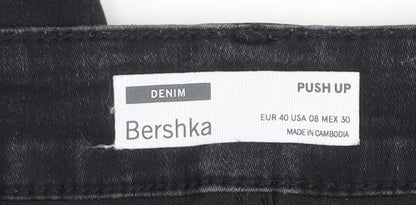 DENIM
Bershka
PUSH UP
EUR 40 USA 08 MEX 30
MADE IN CAMBODIA